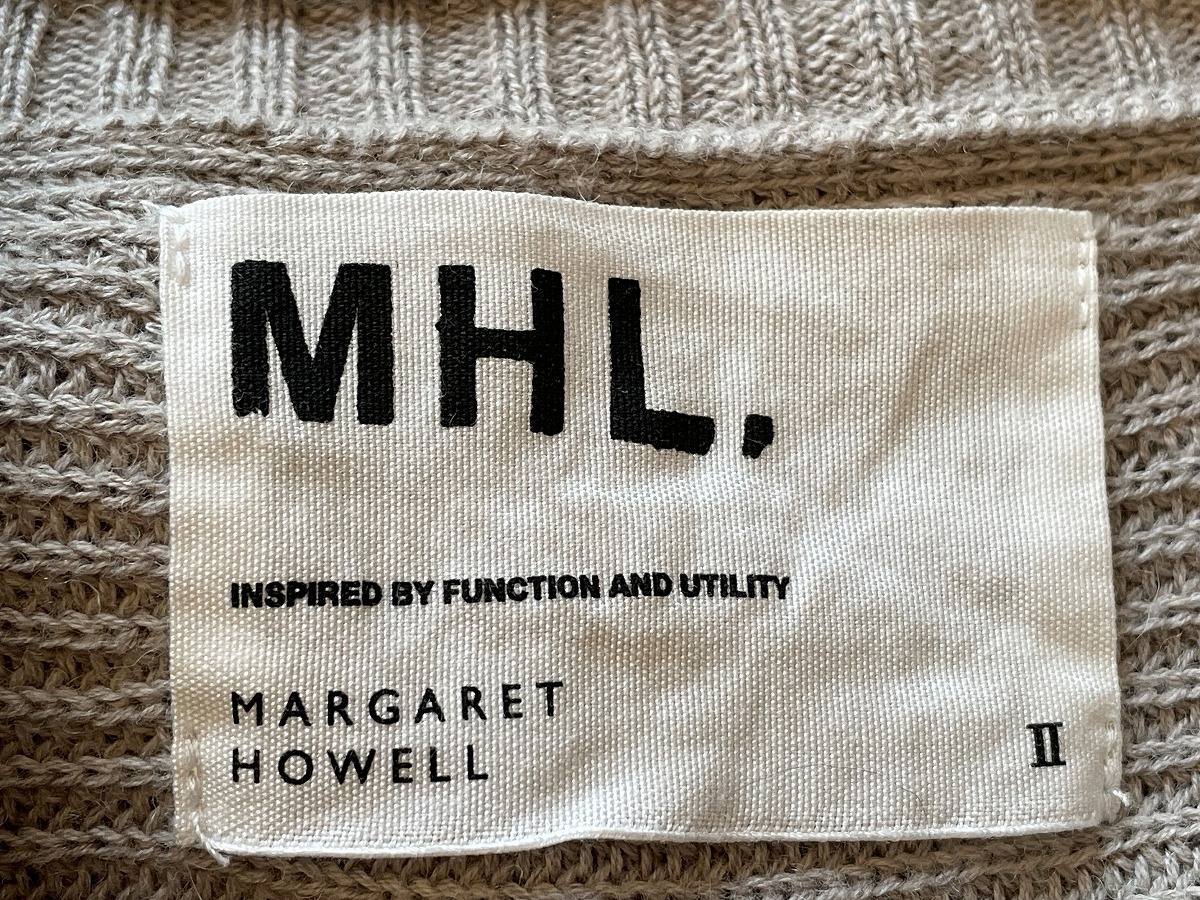 MHL.
INSPIRED BY FUNCTION AND UTILITY
MARGARET
HOWELL
II